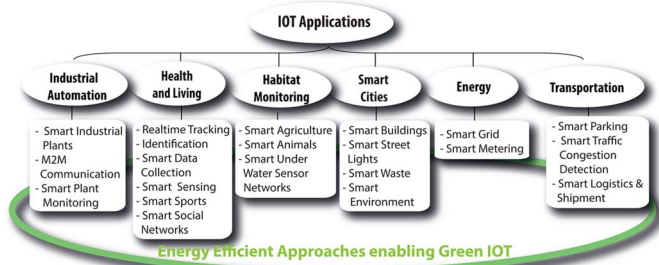 IOT Applications
Industrial
Automation
- Smart Industrial
Plants
- M2M
Communication
- Smart Plant
Monitoring
Health
and Living
- Realtime Tracking
- Identification
- Smart Data
Collection
- Smart Sensing
- Smart Sports
- Smart Social
Networks
Habitat
Monitoring
- Smart Agriculture
- Smart Animals
- Smart Under
Water Sensor
Networks
Smart
Cities
- Smart Buildings
- Smart Street
Lights
- Smart Waste
- Smart
Environment
Energy
- Smart Grid
- Smart Metering
Transportation
- Smart Parking
- Smart Traffic
Congestion
Detection
- Smart Logistics &
Shipment
Energy Efficient Approaches enabling Green IOT